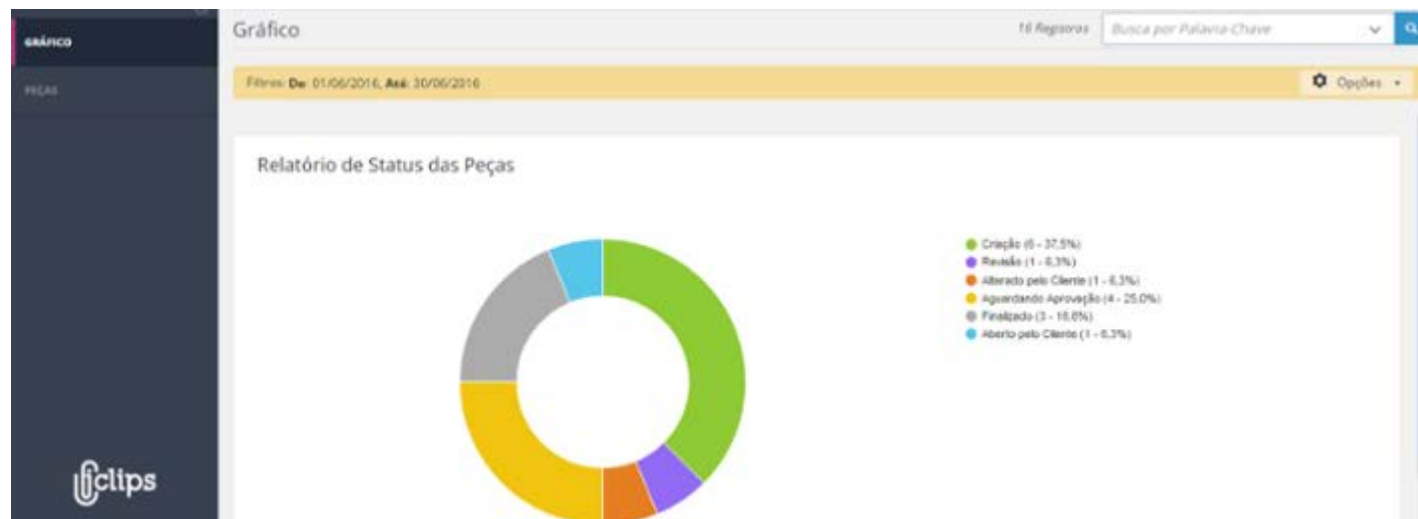 GRÁFICO
PEÇAS
Gráfico
16 Registros
Busca por Palavra-Chave
Filtros: De: 01/06/2016, Até: 30/06/2016
Opções
Relatório de Status das Peças
Criação (6 - 37,5%)
Revisão (1 - 6,3%)
Alterado pelo Cliente (1 - 6,3%)
Aguardando Aprovação (4 - 25,0%)
Finalizado (3 - 18,8%)
Aberto pelo Cliente (1 - 6,3%)
iclips